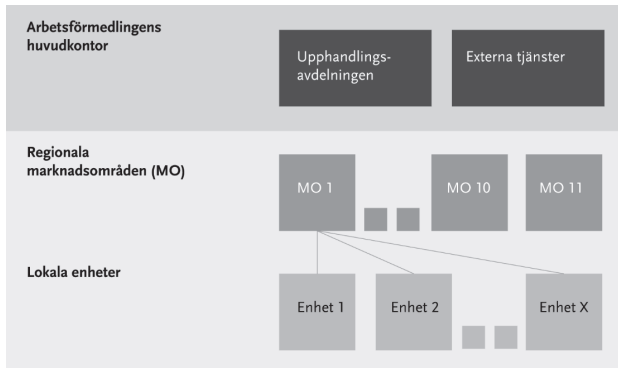 Arbetsförmedlingens
huvudkontor
Upphandlings-
avdelningen
Externa tjänster
Regionala
marknadsområden (MO)
MO 1
MO 10
MO 11
Lokala enheter
Enhet 1
Enhet 2
Enhet X